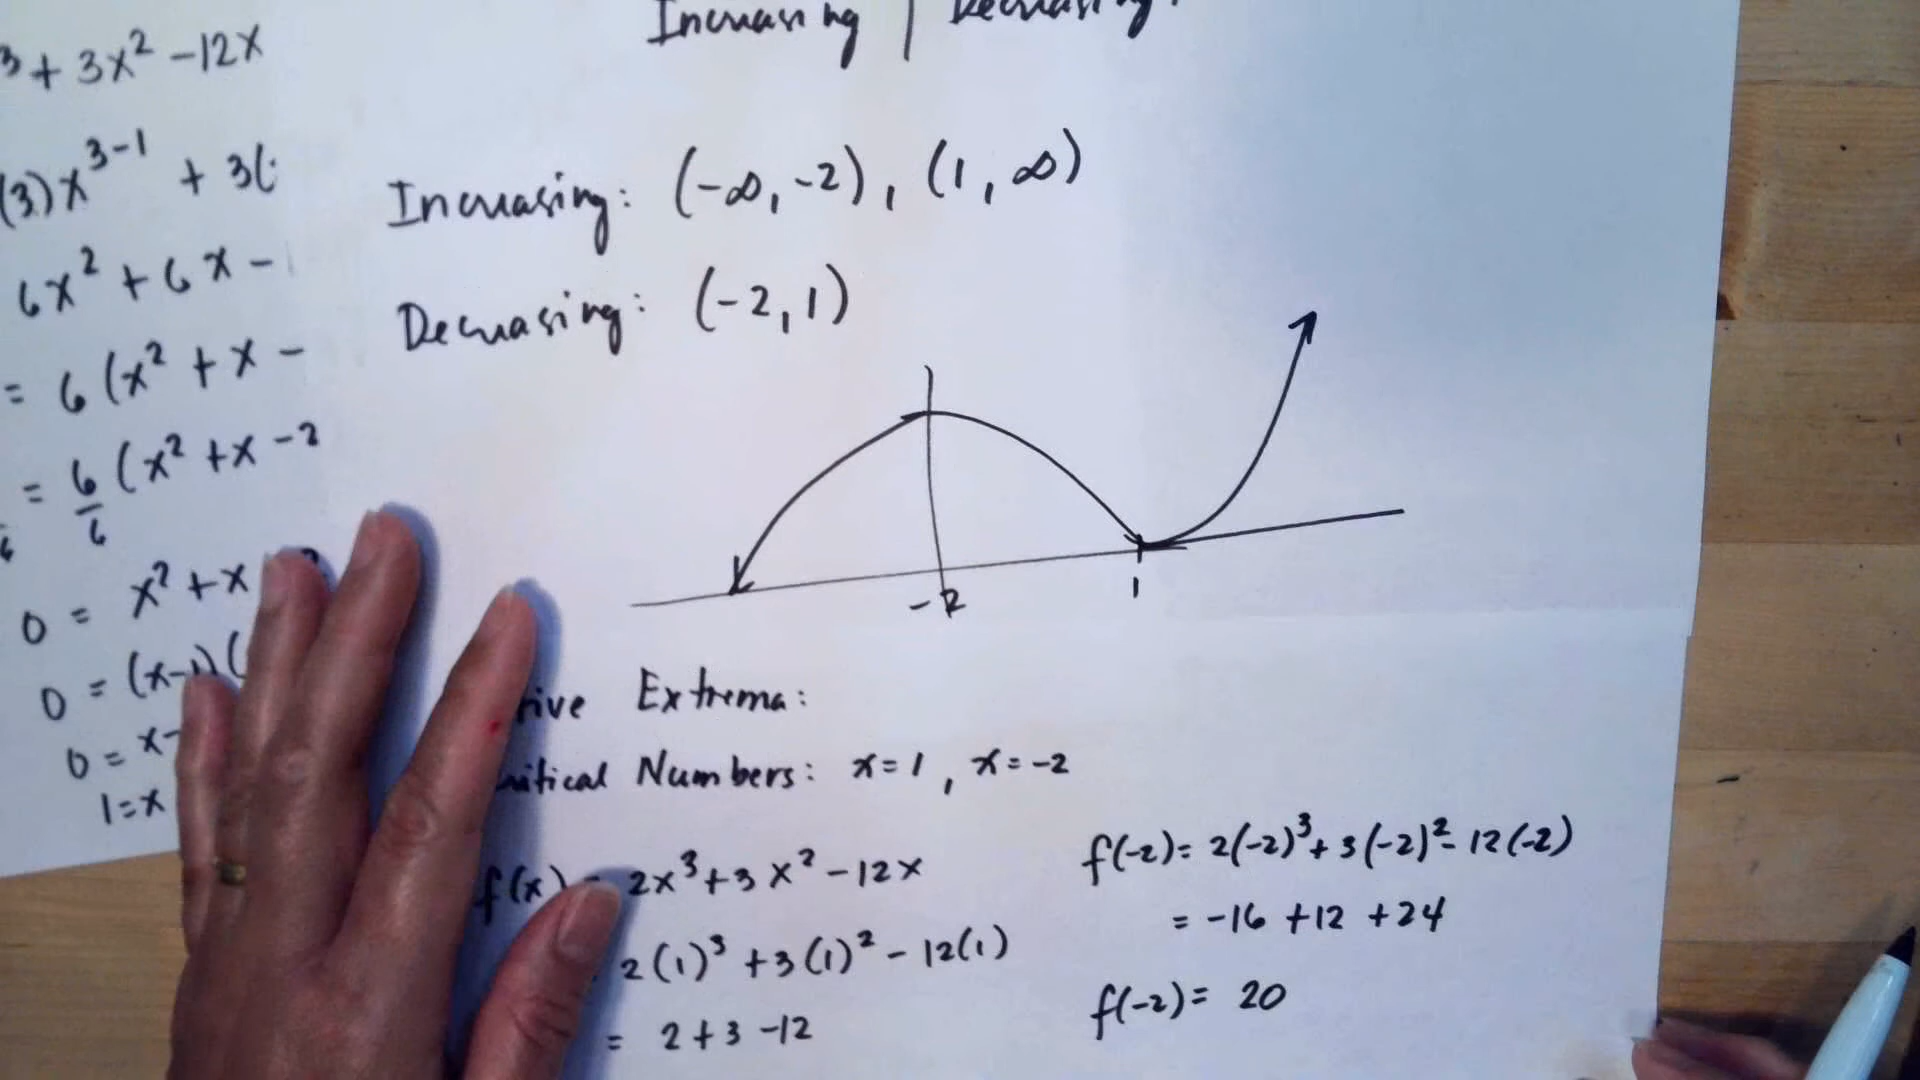 3 + 3x² - 12x
(3)x³⁻¹ + 3(
6x² + 6x -
= 6(x² + x -
= 6/6 (x² + x - 2
0 = x² + x
0 = (x-1)(
0 = x-
1 = x
Increasing | Decreasing
Increasing: (-∞, -2), (1, ∞)
Decreasing: (-2, 1)
-2
1
Extrema:
Numbers: x = 1, x = -2
f(x) = 2x³ + 3x² - 12x
2(1)³ + 3(1)² - 12(1)
= 2 + 3 - 12
f(-2) = 2(-2)³ + 3(-2)² - 12(-2)
= -16 + 12 + 24
f(-2) = 20